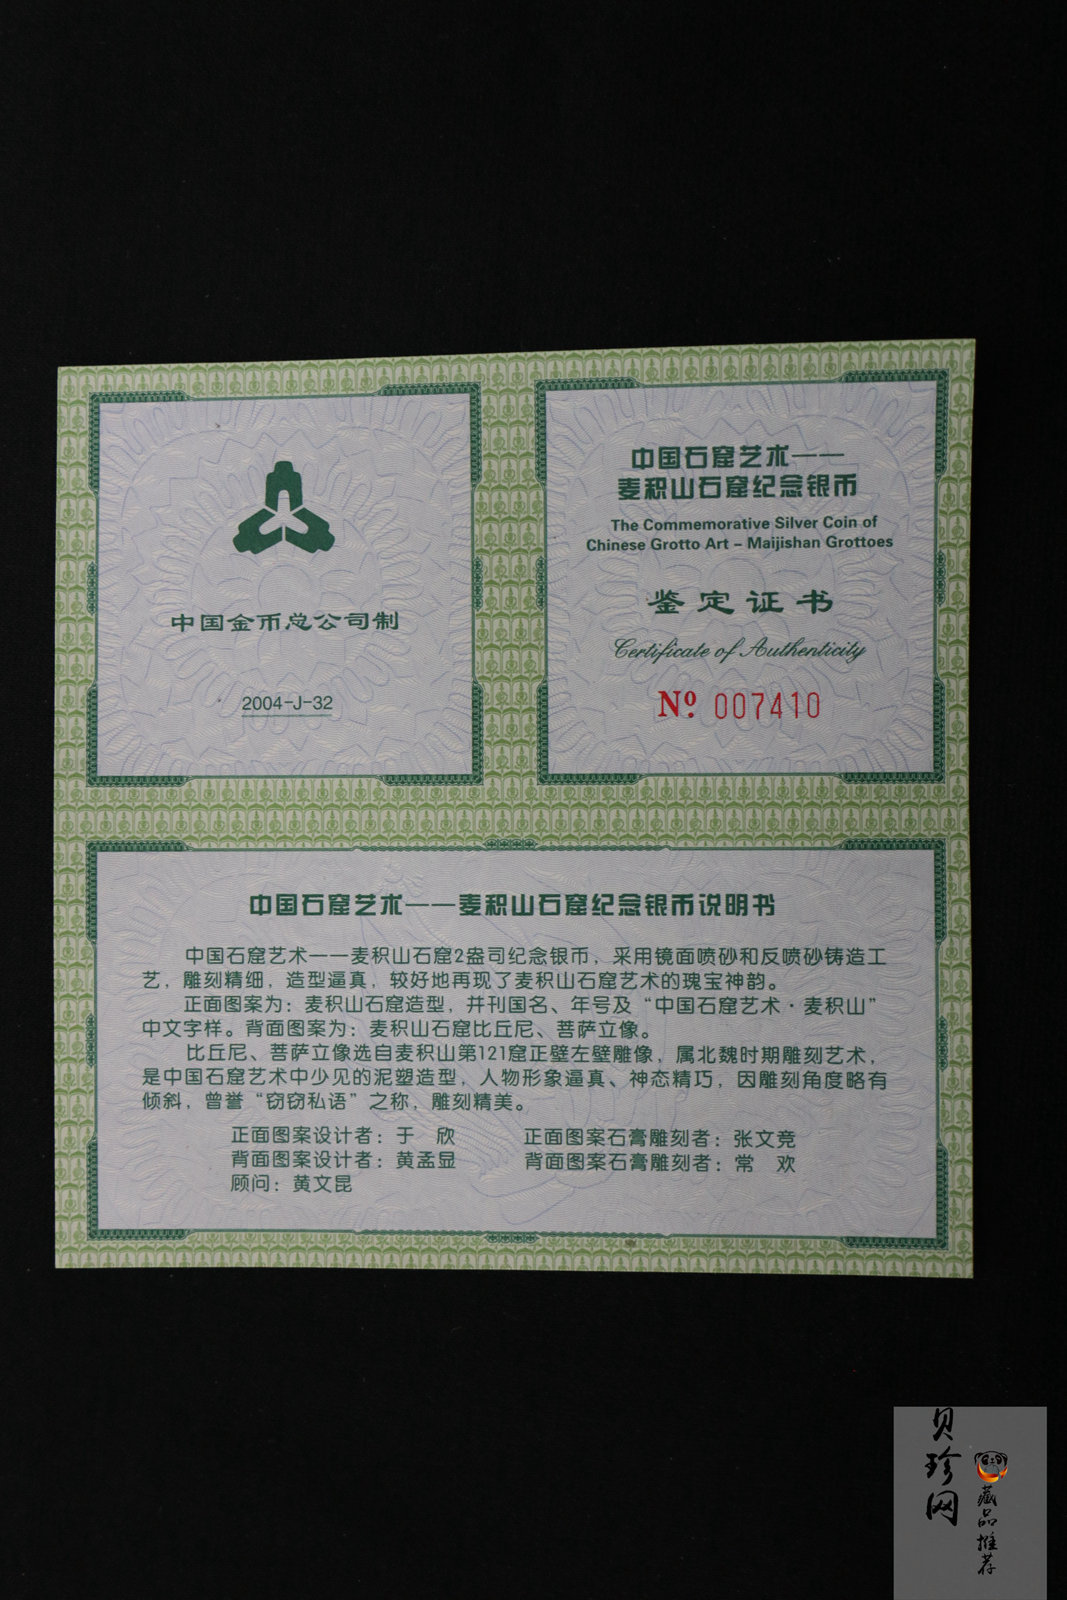 中国金币总公司制
2004-J-32
中国石窟艺术——
麦积山石窟纪念银币
The Commemorative Silver Coin of
Chinese Grotto Art – Maijishan Grottoes
鉴定证书
Certificate of Authenticity
Nº 007410
中国石窟艺术——麦积山石窟纪念银币说明书
中国石窟艺术——麦积山石窟2盎司纪念银币，采用镜面喷砂和反喷砂铸造工
艺，雕刻精细，造型逼真，较好地再现了麦积山石窟艺术的瑰宝神韵。
正面图案为：麦积山石窟造型，并刊国名、年号及“中国石窟艺术·麦积山”
中文字样。背面图案为：麦积山石窟比丘尼、菩萨立像。
比丘尼、菩萨立像选自麦积山第121窟正壁左壁雕像，属北魏时期雕刻艺术，
是中国石窟艺术中少见的泥塑造型，人物形象逼真、神态精巧，因雕刻角度略有
倾斜，曾誉“窃窃私语”之称，雕刻精美。
正面图案设计者：于 欣 正面图案石膏雕刻者：张文竞
背面图案设计者：黄孟显 背面图案石膏雕刻者：常 欢
顾问：黄文昆
贝珍网
藏品推荐